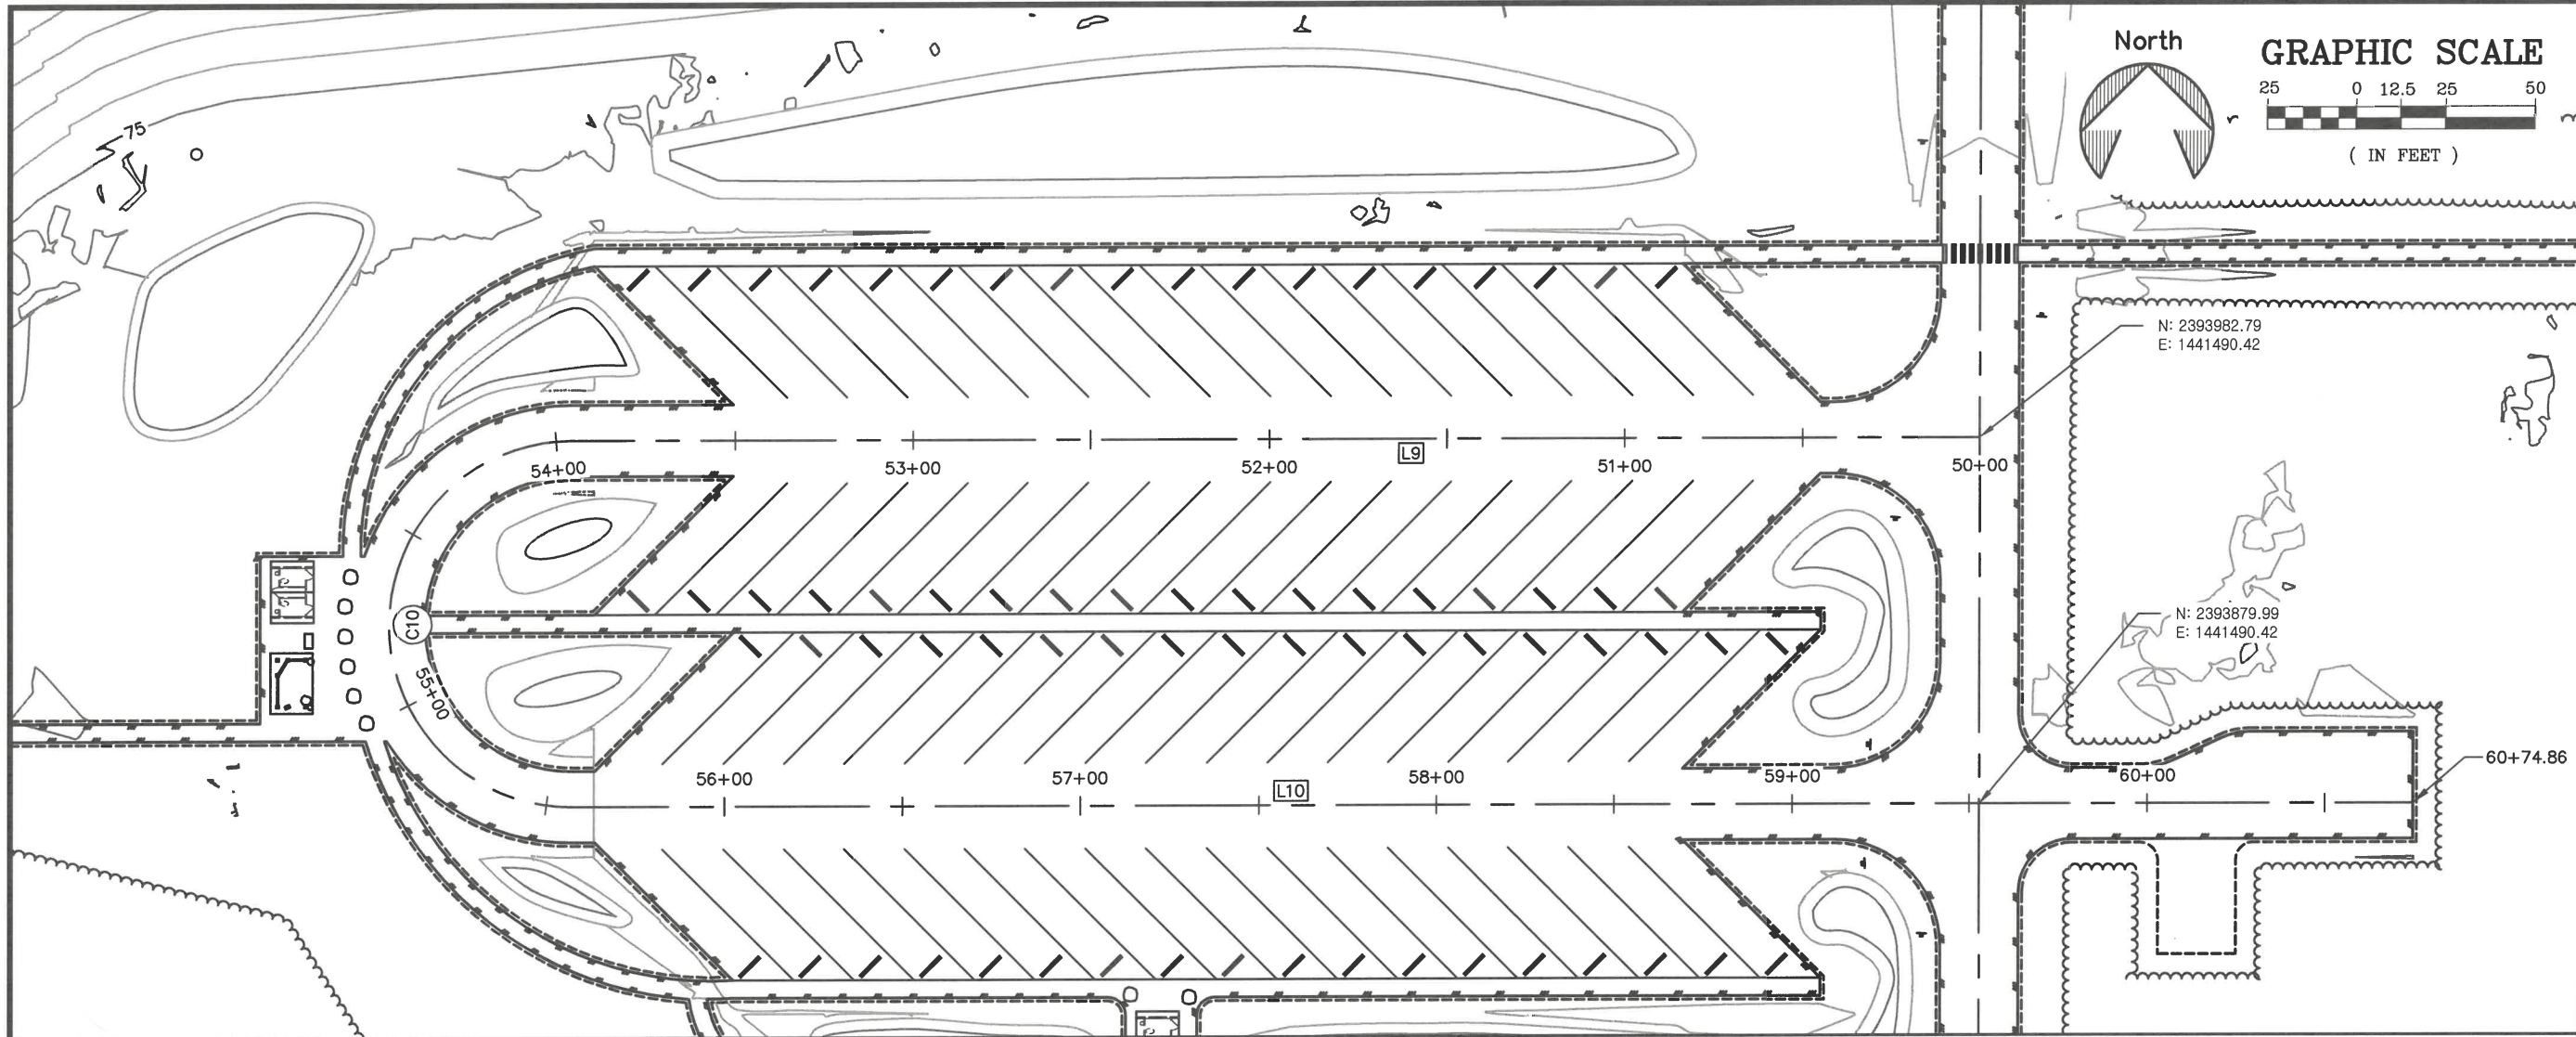 North
GRAPHIC SCALE
25 0 12.5 25 50
( IN FEET )
75
N: 2393982.79
E: 1441490.42
L9
54+00 53+00 52+00 51+00 50+00
C10
N: 2393879.99
E: 1441490.42
55+00
60+74.86
56+00 57+00 58+00 59+00 60+00
L10